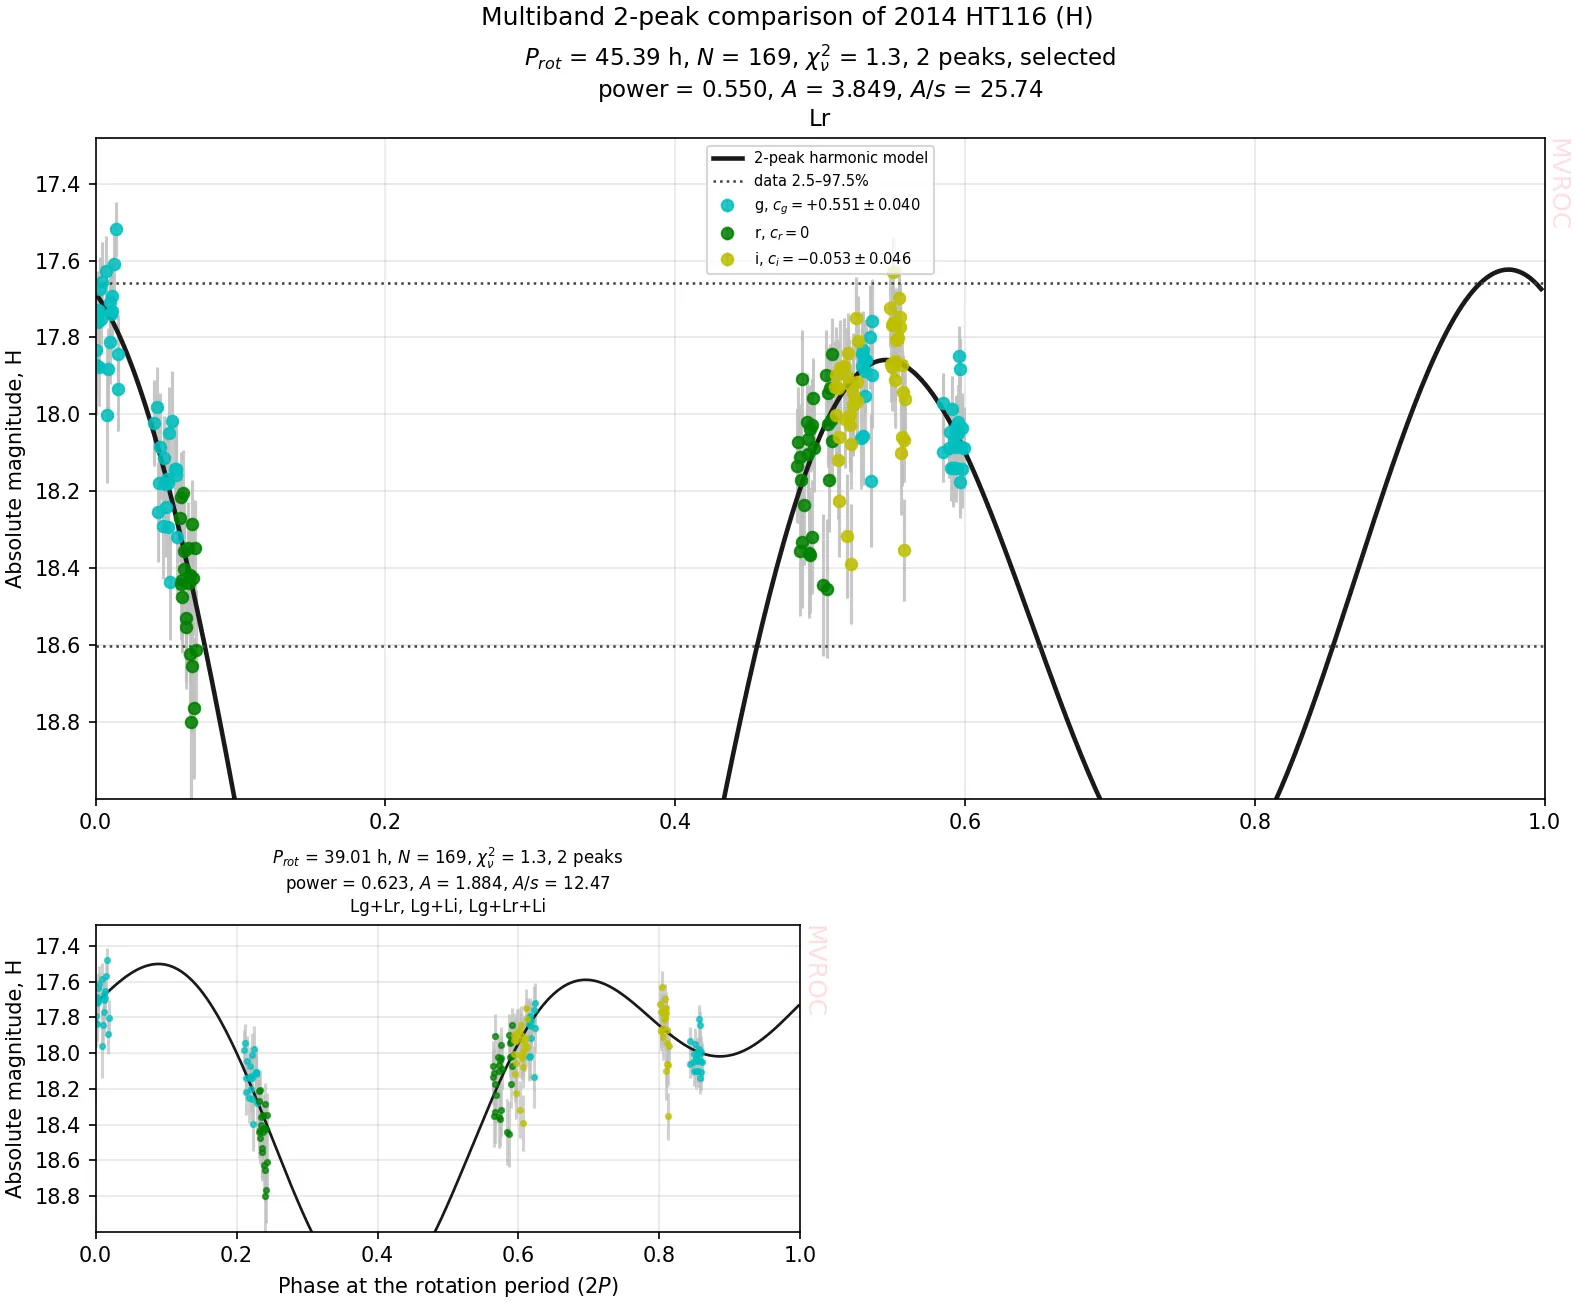 Multiband 2-peak comparison of 2014 HT116 (H)
P_rot = 45.39 h, N = 169, χ²_ν = 1.3, 2 peaks, selected
power = 0.550, A = 3.849, A/s = 25.74
Lr
2-peak harmonic model
data 2.5–97.5%
g, c_g = +0.551 ± 0.040
r, c_r = 0
i, c_i = −0.053 ± 0.046
MVROC
Absolute magnitude, H
17.4
17.6
17.8
18.0
18.2
18.4
18.6
18.8
0.0 0.2 0.4 0.6 0.8 1.0
P_rot = 39.01 h, N = 169, χ²_ν = 1.3, 2 peaks
power = 0.623, A = 1.884, A/s = 12.47
Lg+Lr, Lg+Li, Lg+Lr+Li
MVROC
Absolute magnitude, H
17.4
17.6
17.8
18.0
18.2
18.4
18.6
18.8
0.0 0.2 0.4 0.6 0.8 1.0
Phase at the rotation period (2P)